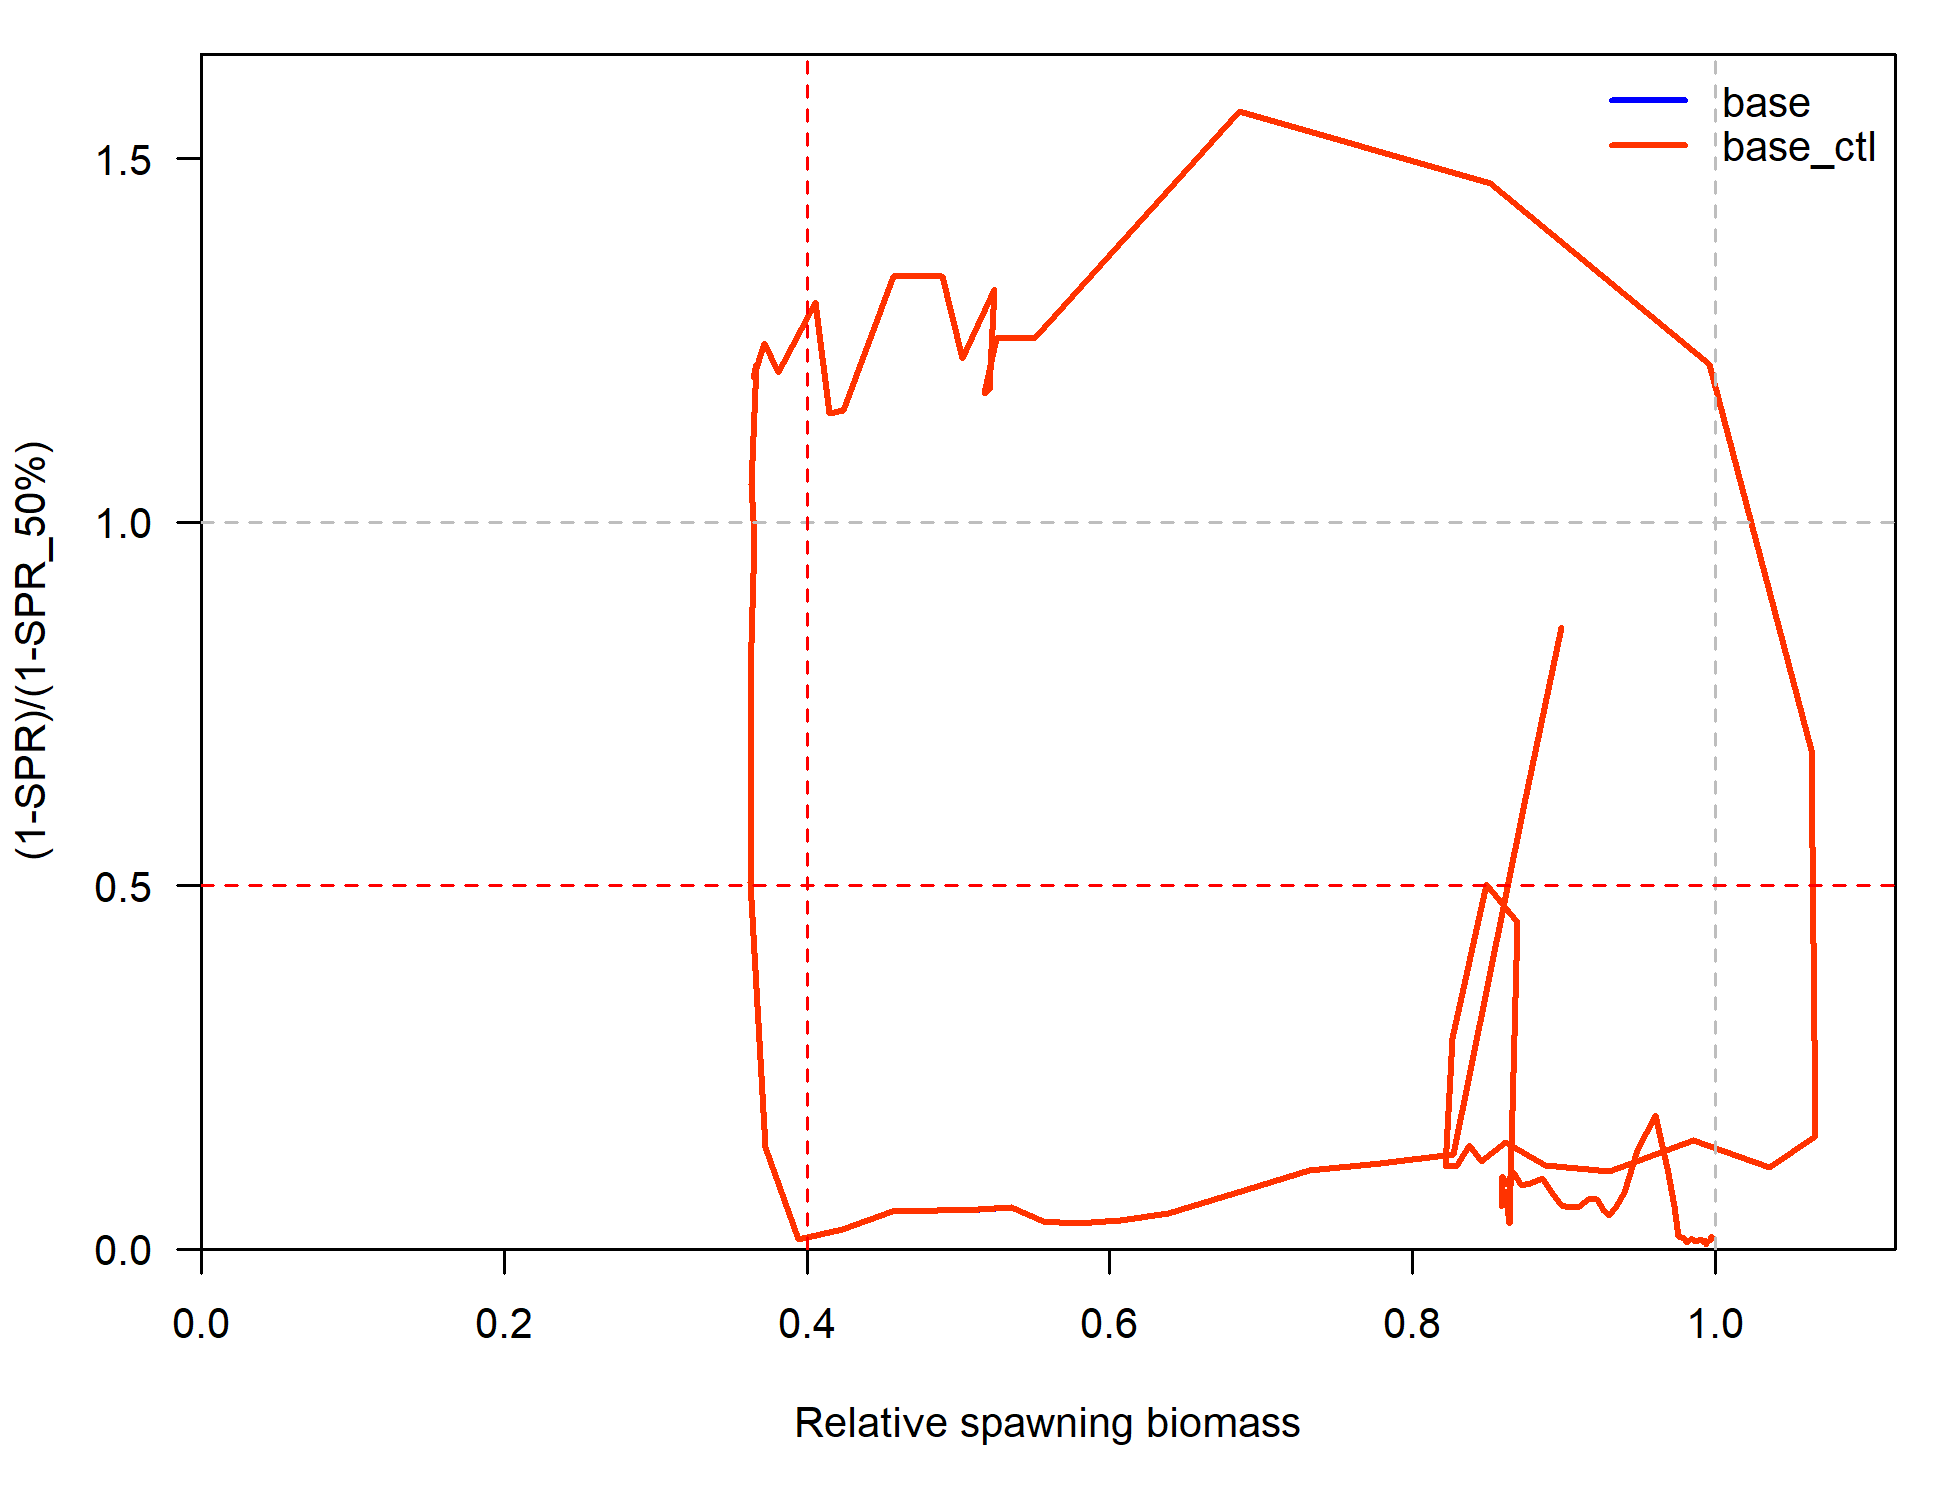 base
base_ctl
1.5
1.0
0.5
0.0
(1-SPR)/(1-SPR_50%)
0.0 0.2 0.4 0.6 0.8 1.0
Relative spawning biomass